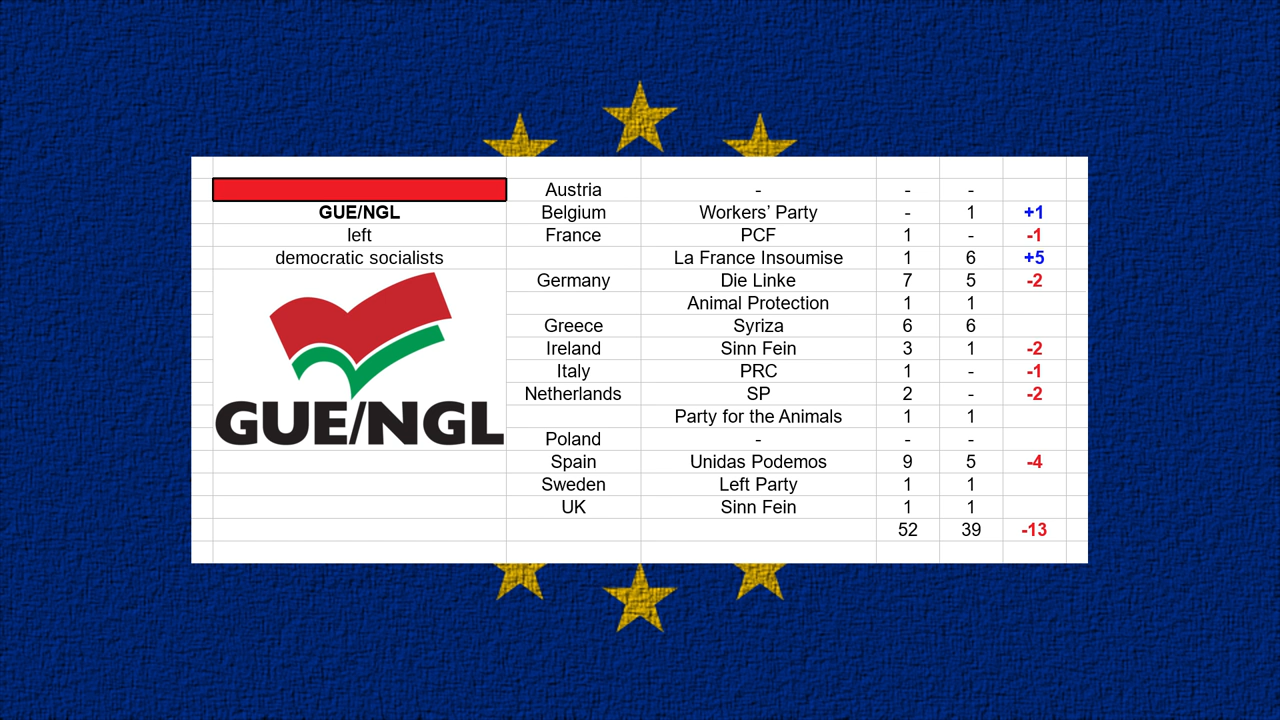 Austria - - -
GUE/NGL Belgium Workers’ Party - 1 +1
left France PCF 1 - -1
democratic socialists La France Insoumise 1 6 +5
Germany Die Linke 7 5 -2
Animal Protection 1 1
Greece Syriza 6 6
Ireland Sinn Fein 3 1 -2
Italy PRC 1 - -1
Netherlands SP 2 - -2
GUE/NGL Party for the Animals 1 1
Poland - - -
Spain Unidas Podemos 9 5 -4
Sweden Left Party 1 1
UK Sinn Fein 1 1
52 39 -13